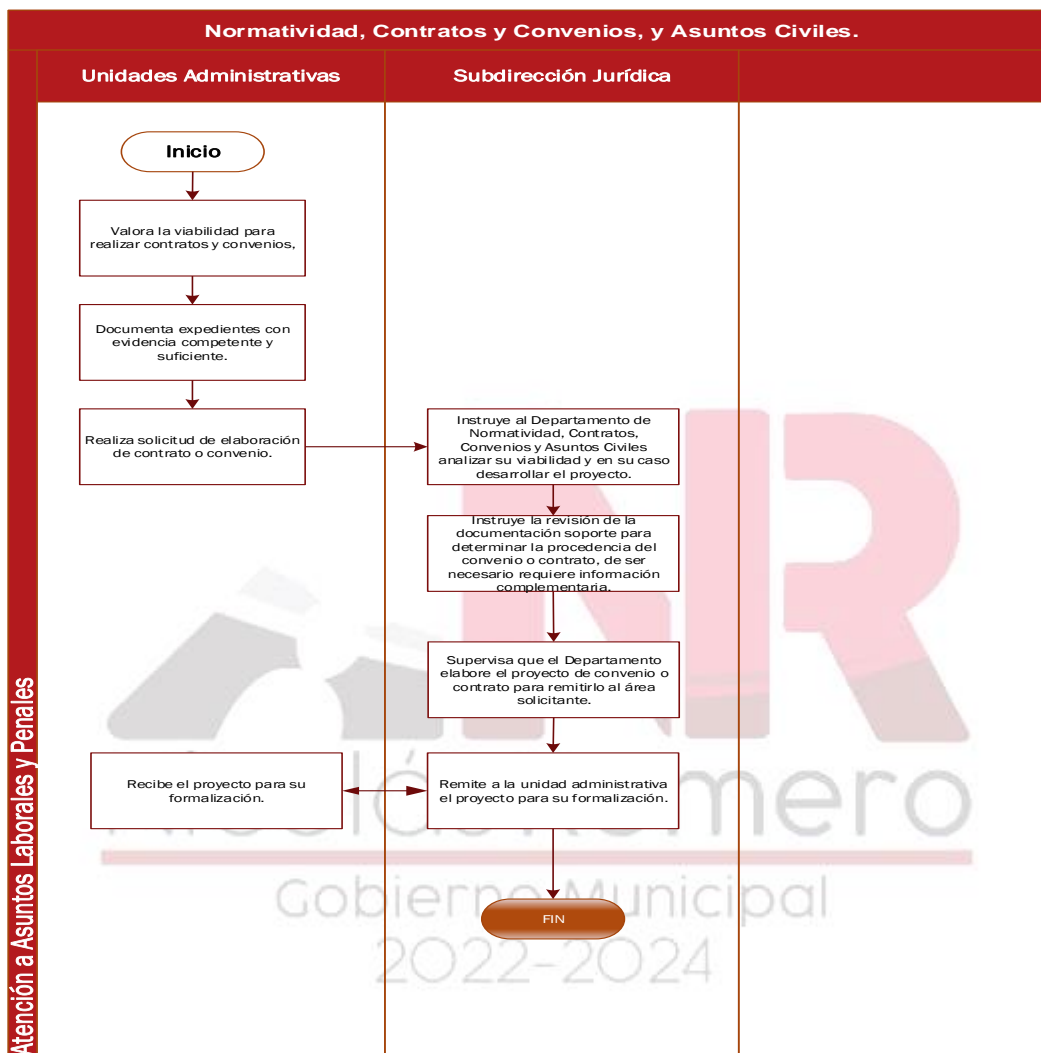 Normatividad, Contratos y Convenios, y Asuntos Civiles.
Unidades Administrativas
Subdirección Jurídica
Atención a Asuntos Laborales y Penales
Inicio
Valora la viabilidad para
realizar contratos y convenios,
Documenta expedientes con
evidencia competente y
suficiente.
Realiza solicitud de elaboración
de contrato o convenio.
Instruye al Departamento de
Normatividad, Contratos,
Convenios y Asuntos Civiles
analizar su viabilidad y en su caso
desarrollar el proyecto.
Instruye la revisión de la
documentación soporte para
determinar la procedencia del
convenio o contrato, de ser
necesario requiere información
complementaria.
Supervisa que el Departamento
elabore el proyecto de convenio o
contrato para remitirlo al área
solicitante.
Recibe el proyecto para su
formalización.
Remite a la unidad administrativa
el proyecto para su formalización.
FIN
NR
Nicolás Romero
Gobierno Municipal
2022-2024